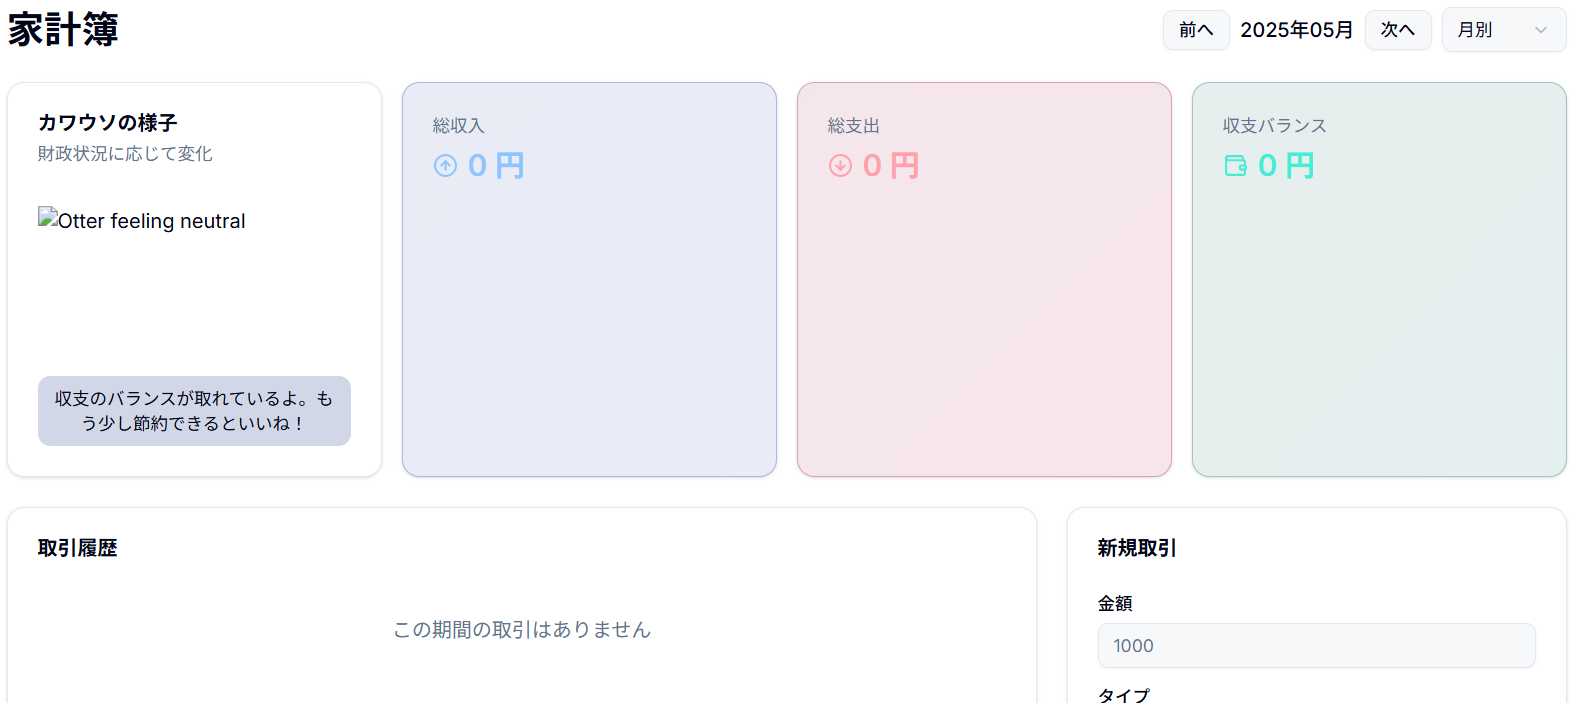 家計簿
前へ
2025年05月
次へ
月別
カワウソの様子
財政状況に応じて変化
Otter feeling neutral
収支のバランスが取れているよ。も
う少し節約できるといいね！
総収入
0 円
総支出
0 円
収支バランス
0 円
取引履歴
この期間の取引はありません
新規取引
金額
1000
タイプ